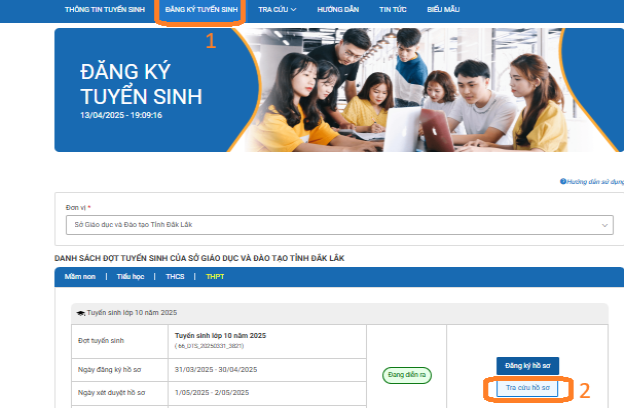 THÔNG TIN TUYỂN SINH ĐĂNG KÝ TUYỂN SINH TRA CỨU HƯỚNG DẪN TIN TỨC BIỂU MẪU
1
ĐĂNG KÝ
TUYỂN SINH
13/04/2025 - 19:09:16
Hướng dẫn sử dụng
Đơn vị *
Sở Giáo dục và Đào tạo Tỉnh Đăk Lăk
DANH SÁCH ĐỢT TUYỂN SINH CỦA SỞ GIÁO DỤC VÀ ĐÀO TẠO TỈNH ĐĂK LĂK
Mầm non | Tiểu học | THCS | THPT
Tuyển sinh lớp 10 năm 2025
Đợt tuyển sinh
Tuyển sinh lớp 10 năm 2025
( 66_DTS_20250331_3821)
Ngày đăng ký hồ sơ 31/03/2025 - 30/04/2025
Đang diễn ra
Đăng ký hồ sơ
Tra cứu hồ sơ 2
Ngày xét duyệt hồ sơ 1/05/2025 - 2/05/2025